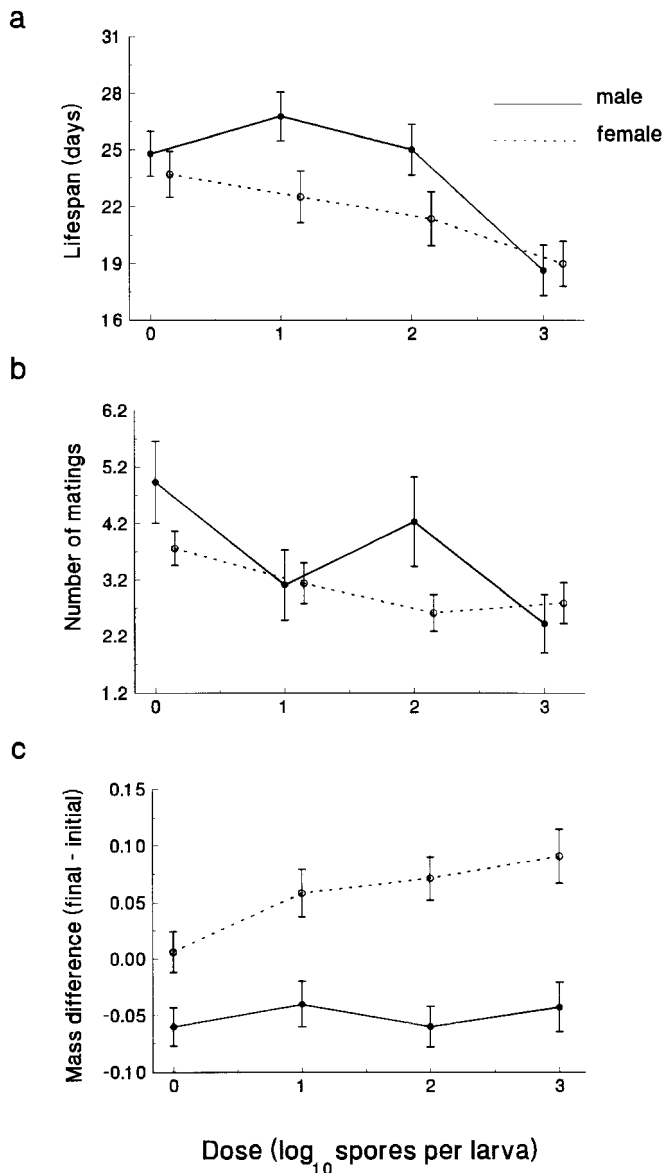 a
31
28
25
22
19
16
Lifespan (days)
male
female
0 1 2 3
b
6.2
5.2
4.2
3.2
2.2
1.2
Number of matings
0 1 2 3
c
0.15
0.10
0.05
0.00
-0.05
-0.10
Mass difference (final - initial)
0 1 2 3
Dose (log10 spores per larva)